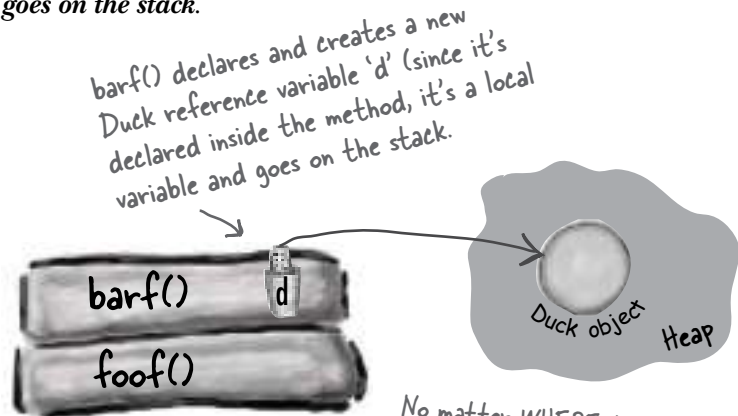 goes on the stack.
barf() declares and creates a new
Duck reference variable ‘d’ (since it’s
declared inside the method, it’s a local
variable and goes on the stack.
barf()
d
foof()
Duck object
Heap
No matter WHERE